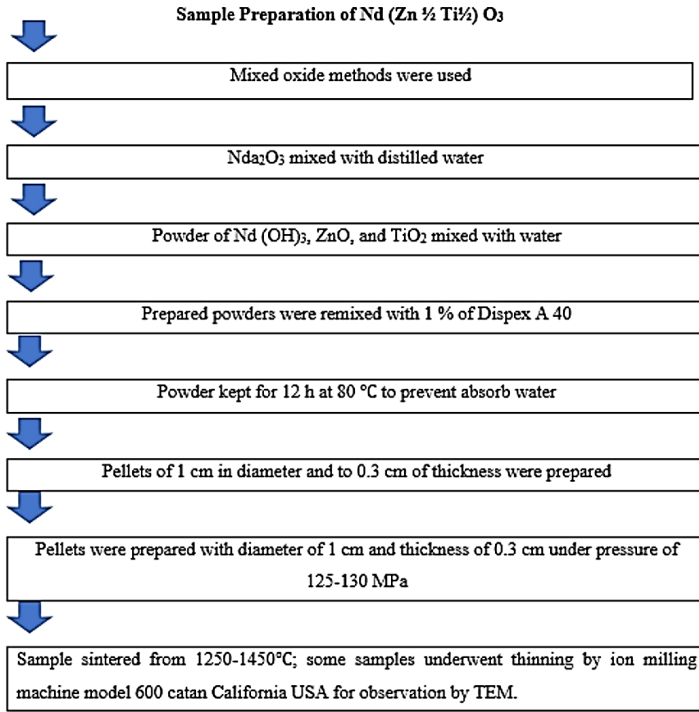 Sample Preparation of Nd (Zn ½ Ti½) O₃
Mixed oxide methods were used
Nda₂O₃ mixed with distilled water
Powder of Nd (OH)₃, ZnO, and TiO₂ mixed with water
Prepared powders were remixed with 1 % of Dispex A 40
Powder kept for 12 h at 80 °C to prevent absorb water
Pellets of 1 cm in diameter and to 0.3 cm of thickness were prepared
Pellets were prepared with diameter of 1 cm and thickness of 0.3 cm under pressure of
125-130 MPa
Sample sintered from 1250-1450°C; some samples underwent thinning by ion milling
machine model 600 catan California USA for observation by TEM.